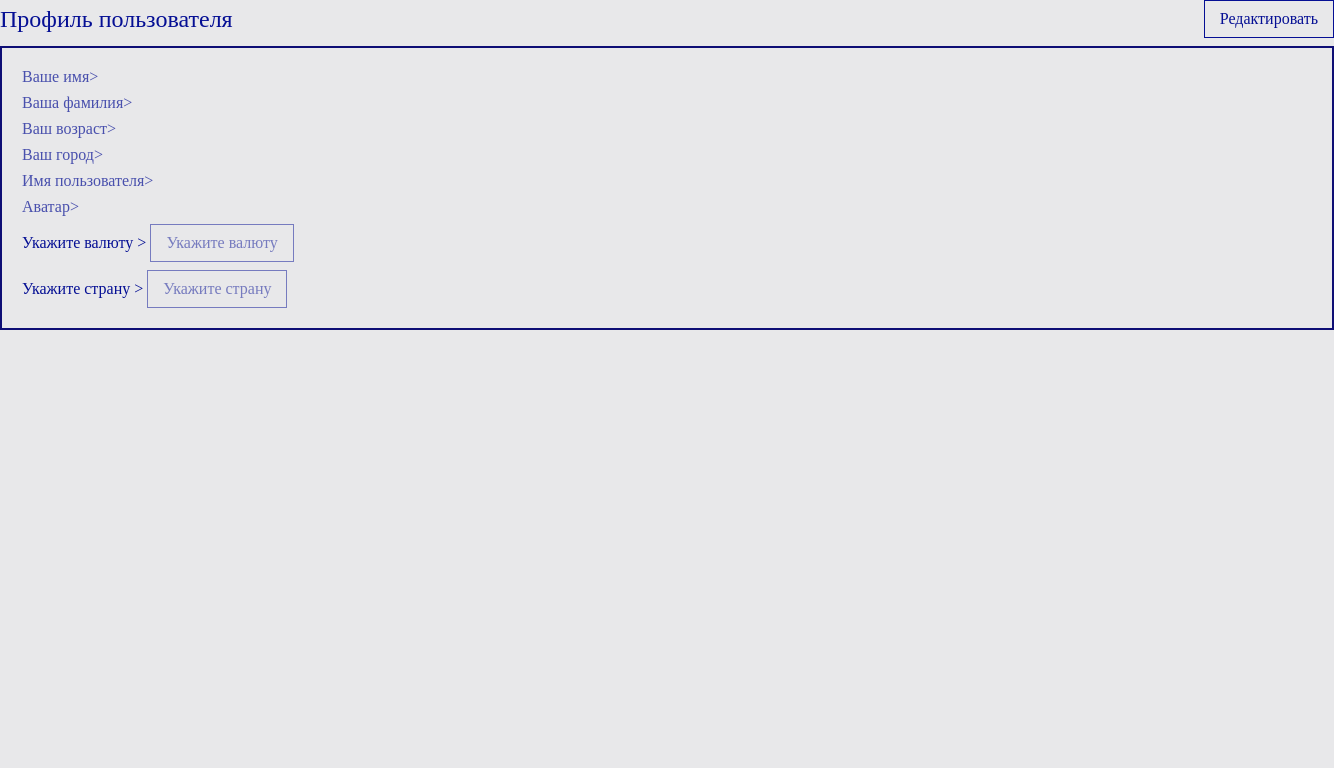 Профиль пользователя
Редактировать
Ваше имя>
Ваша фамилия>
Ваш возраст>
Ваш город>
Имя пользователя>
Аватар>
Укажите валюту > Укажите валюту
Укажите страну > Укажите страну